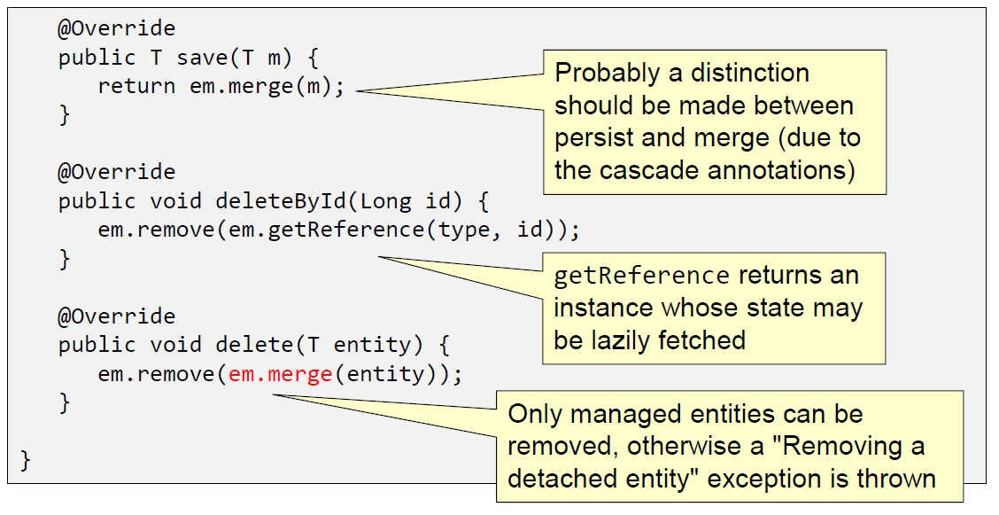 @Override
public T save(T m) {
return em.merge(m);
}
Probably a distinction
should be made between
persist and merge (due to
the cascade annotations)
@Override
public void deleteById(Long id) {
em.remove(em.getReference(type, id));
}
getReference returns an
instance whose state may
be lazily fetched
@Override
public void delete(T entity) {
em.remove(em.merge(entity));
}
Only managed entities can be
removed, otherwise a "Removing a
detached entity" exception is thrown
}